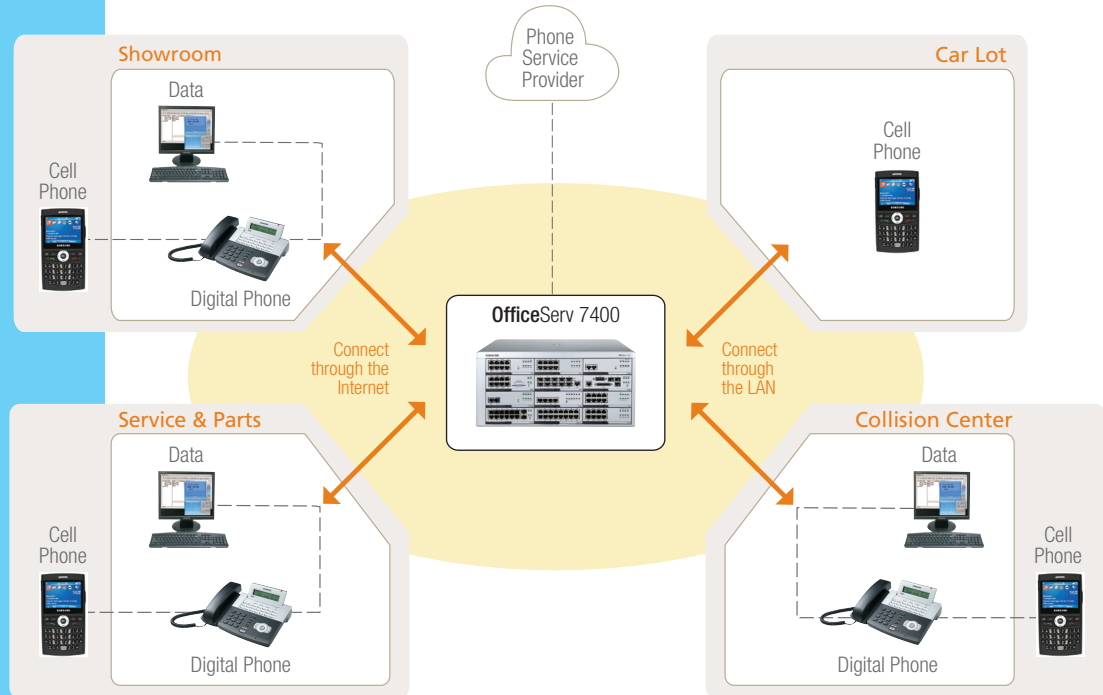 Phone
Service
Provider
Showroom
Data
Cell
Phone
Digital Phone
Car Lot
Cell
Phone
OfficeServ 7400
Connect
through the
Internet
Connect
through
the LAN
Service & Parts
Data
Cell
Phone
Digital Phone
Collision Center
Data
Cell
Phone
Digital Phone